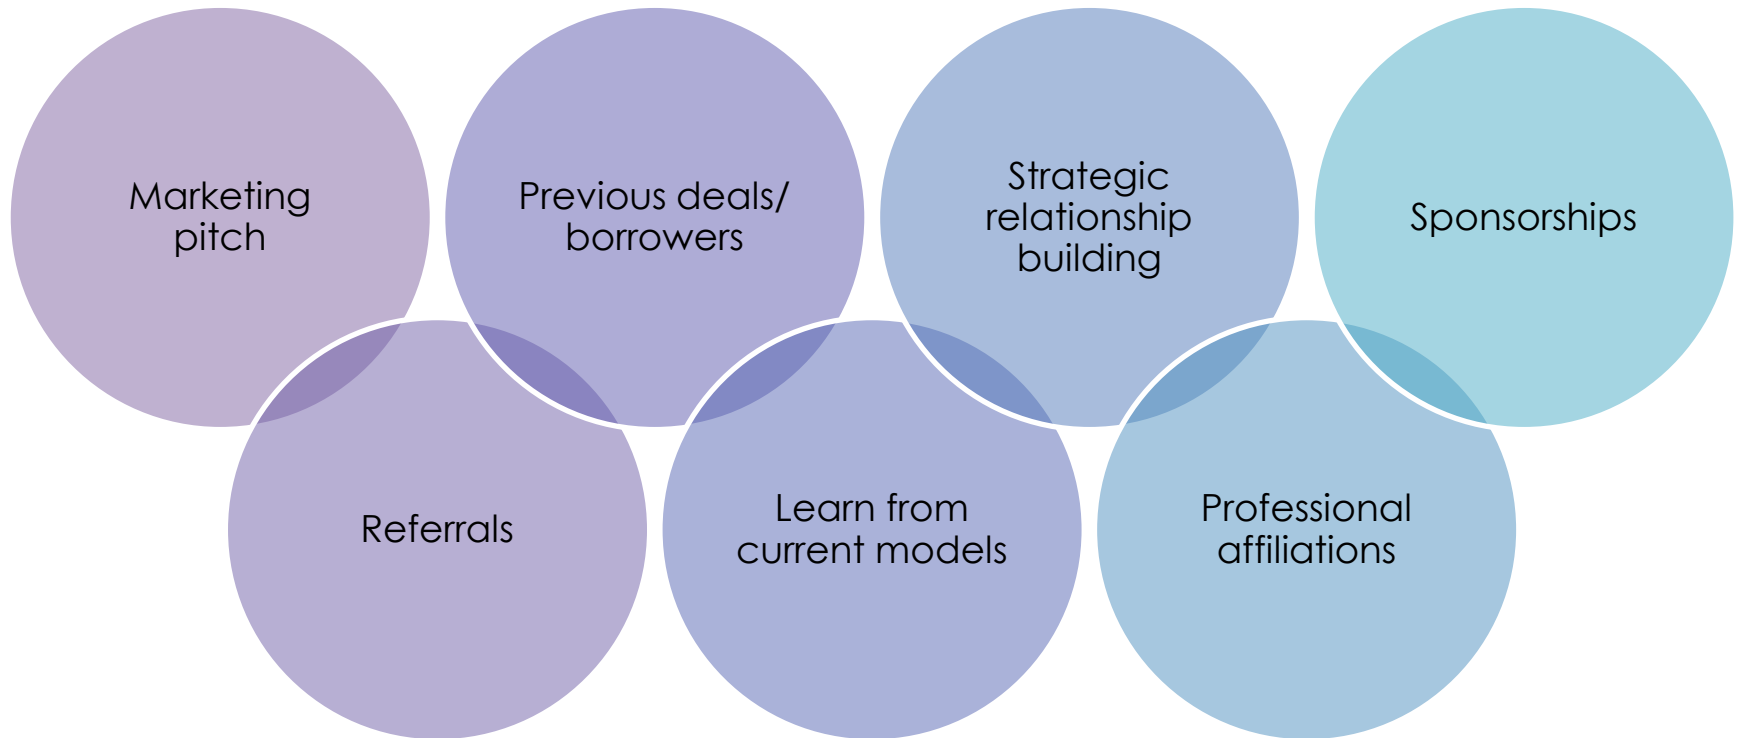 Marketing
pitch
Previous deals/
borrowers
Strategic
relationship
building
Sponsorships
Referrals
Learn from
current models
Professional
affiliations